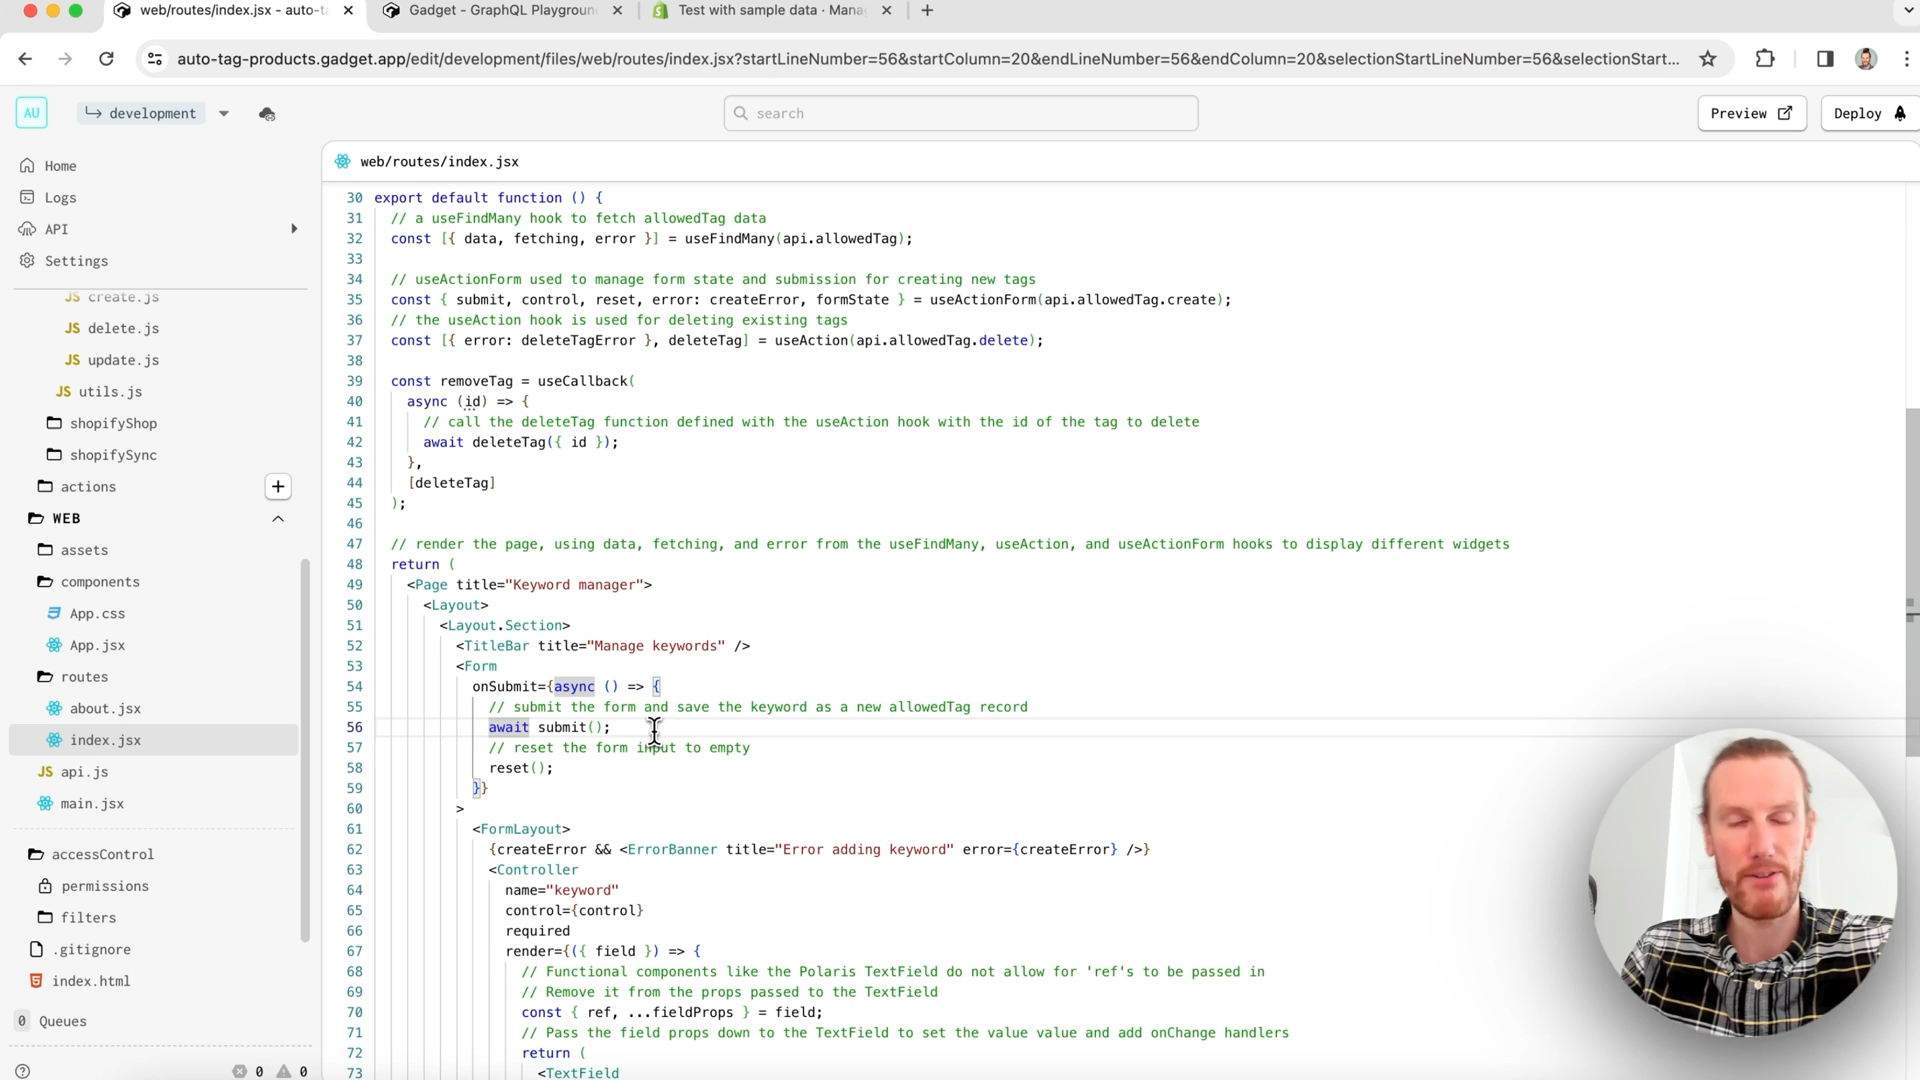 web/routes/index.jsx - auto-ta
Gadget - GraphQL Playgroun
Test with sample data · Mana
auto-tag-products.gadget.app/edit/development/files/web/routes/index.jsx?startLineNumber=56&startColumn=20&endLineNumber=56&endColumn=20&selectionStartLineNumber=56&selectionStart...
AU
development
search
Preview
Deploy
Home
Logs
API
Settings
JS create.js
JS delete.js
JS update.js
JS utils.js
shopifyShop
shopifySync
actions
WEB
assets
components
App.css
App.jsx
routes
about.jsx
index.jsx
JS api.js
main.jsx
accessControl
permissions
filters
.gitignore
index.html
0 Queues
0 0
web/routes/index.jsx
30 export default function () {
31 // a useFindMany hook to fetch allowedTag data
32 const [{ data, fetching, error }] = useFindMany(api.allowedTag);
33
34 // useActionForm used to manage form state and submission for creating new tags
35 const { submit, control, reset, error: createError, formState } = useActionForm(api.allowedTag.create);
36 // the useAction hook is used for deleting existing tags
37 const [{ error: deleteTagError }, deleteTag] = useAction(api.allowedTag.delete);
38
39 const removeTag = useCallback(
40 async (id) => {
41 // call the deleteTag function defined with the useAction hook with the id of the tag to delete
42 await deleteTag({ id });
43 },
44 [deleteTag]
45 );
46
47 // render the page, using data, fetching, and error from the useFindMany, useAction, and useActionForm hooks to display different widgets
48 return (
49 <Page title="Keyword manager">
50 <Layout>
51 <Layout.Section>
52 <TitleBar title="Manage keywords" />
53 <Form
54 onSubmit={async () => {
55 // submit the form and save the keyword as a new allowedTag record
56 await submit();
57 // reset the form input to empty
58 reset();
59 }}
60 >
61 <FormLayout>
62 {createError && <ErrorBanner title="Error adding keyword" error={createError} />}
63 <Controller
64 name="keyword"
65 control={control}
66 required
67 render={({ field }) => {
68 // Functional components like the Polaris TextField do not allow for 'ref's to be passed in
69 // Remove it from the props passed to the TextField
70 const { ref, ...fieldProps } = field;
71 // Pass the field props down to the TextField to set the value value and add onChange handlers
72 return (
73 <TextField